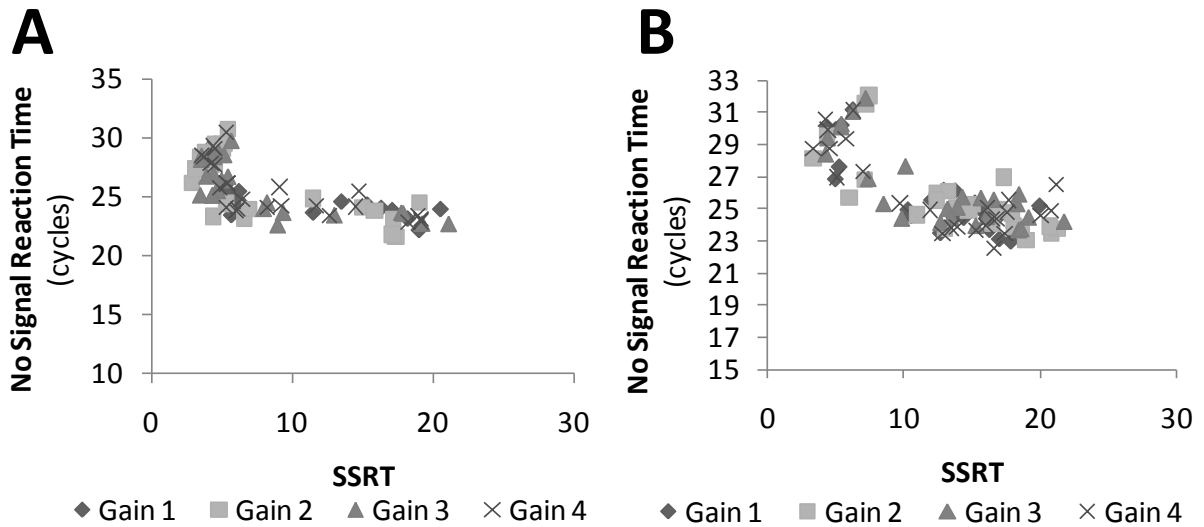 A
No Signal Reaction Time
(cycles)
35
30
25
20
15
10
0 10 20 30
SSRT
Gain 1 Gain 2 Gain 3 Gain 4
B
No Signal Reaction Time
(cycles)
33
31
29
27
25
23
21
19
17
15
0 10 20 30
SSRT
Gain 1 Gain 2 Gain 3 Gain 4